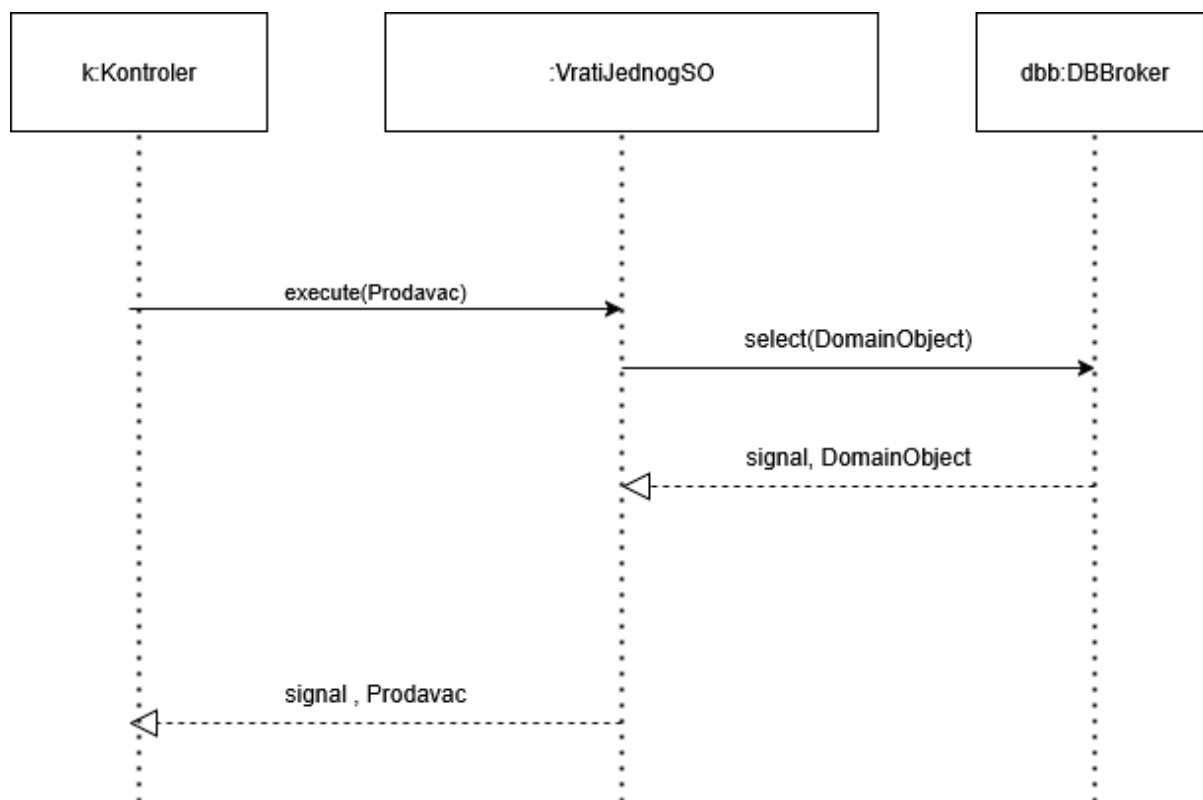 k:Kontroler
:VratiJednogSO
dbb:DBBroker
execute(Prodavac)
select(DomainObject)
signal, DomainObject
signal , Prodavac